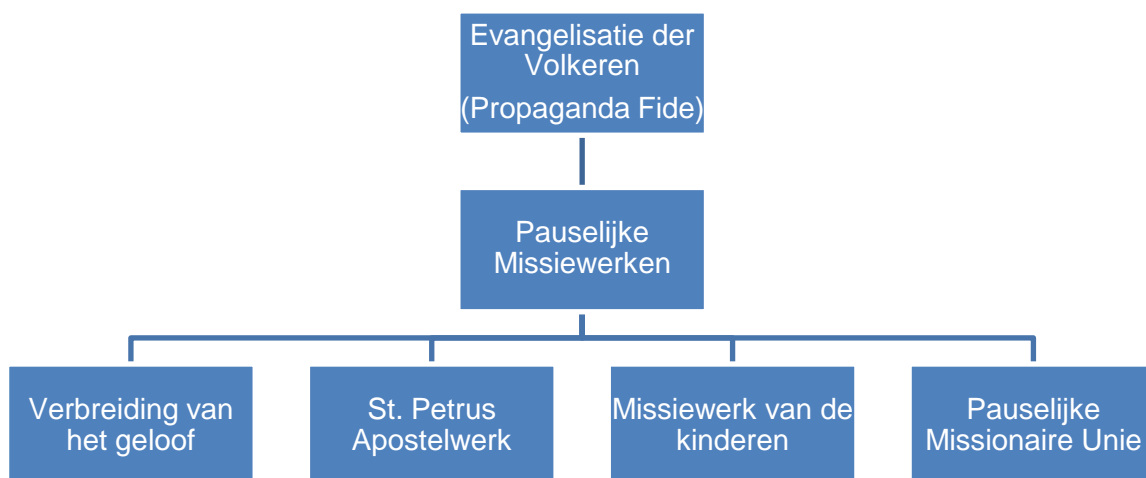 Evangelisatie der
Volkeren
(Propaganda Fide)
Pauselijke
Missiewerken
Verbreiding van
het geloof
St. Petrus
Apostelwerk
Missiewerk van de
kinderen
Pauselijke
Missionaire Unie